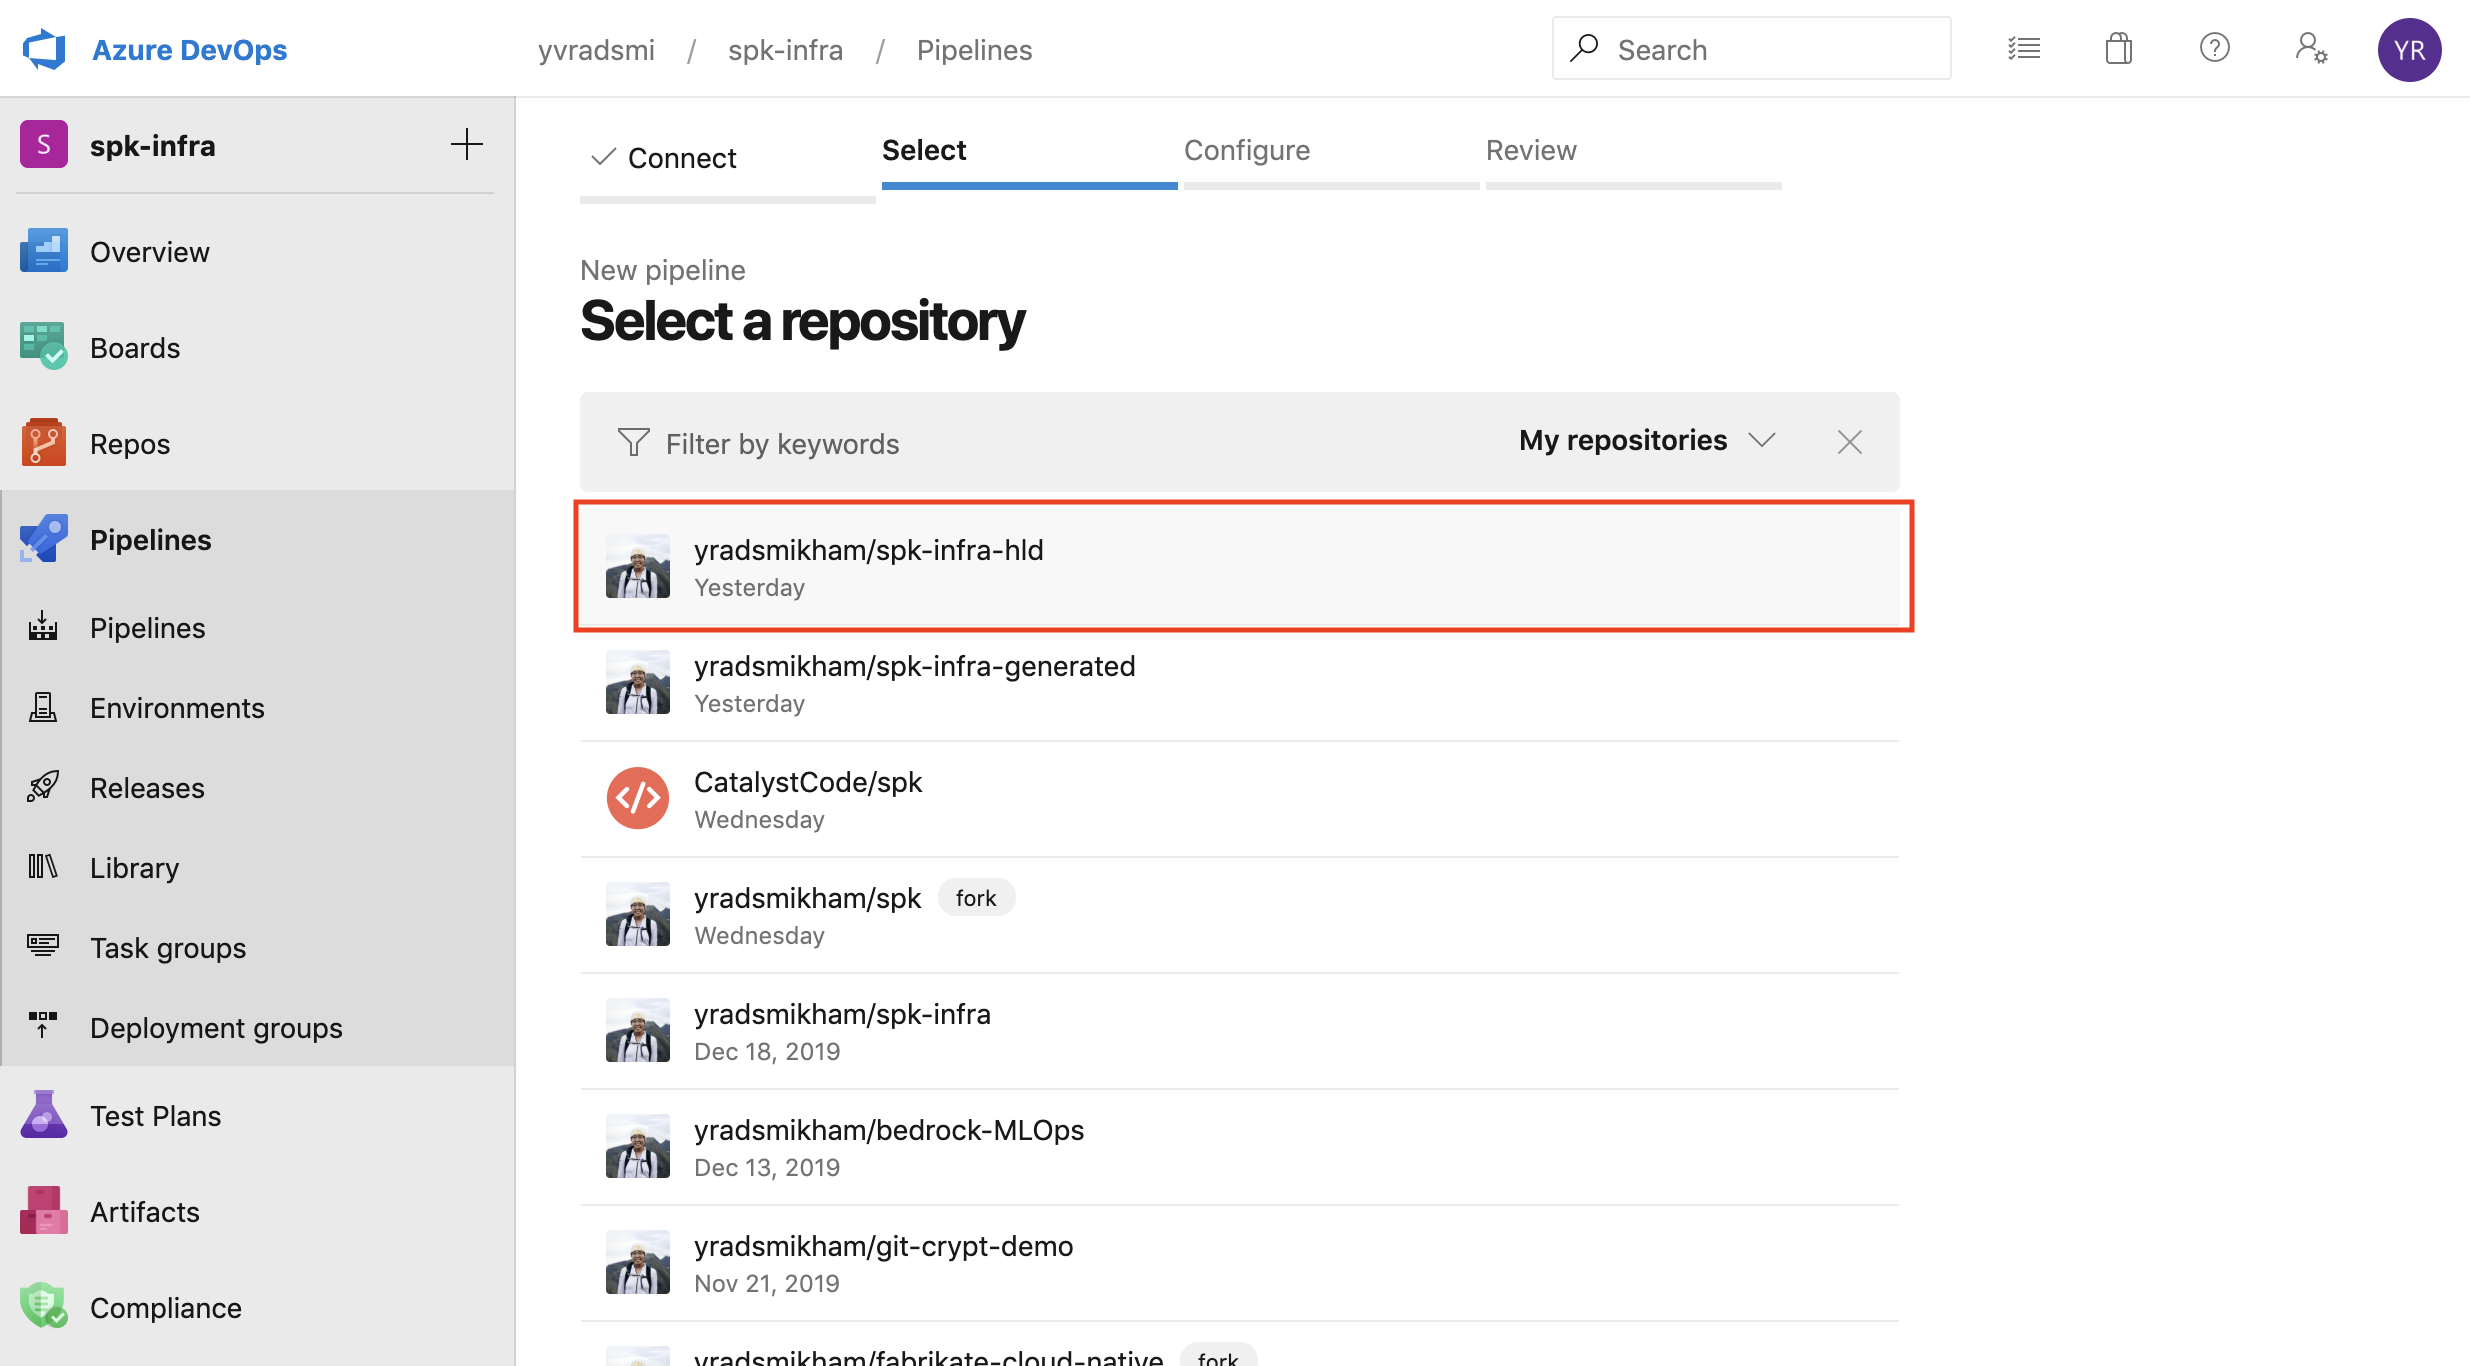 Azure DevOps
yvradsmi / spk-infra / Pipelines
Search
YR
S
spk-infra
Overview
Boards
Repos
Pipelines
Pipelines
Environments
Releases
Library
Task groups
Deployment groups
Test Plans
Artifacts
Compliance
Connect
Select
Configure
Review
New pipeline
Select a repository
Filter by keywords
My repositories
yradsmikham/spk-infra-hld
Yesterday
yradsmikham/spk-infra-generated
Yesterday
CatalystCode/spk
Wednesday
yradsmikham/spk fork
Wednesday
yradsmikham/spk-infra
Dec 18, 2019
yradsmikham/bedrock-MLOps
Dec 13, 2019
yradsmikham/git-crypt-demo
Nov 21, 2019
yradsmikham/fabrikate-cloud-native fork